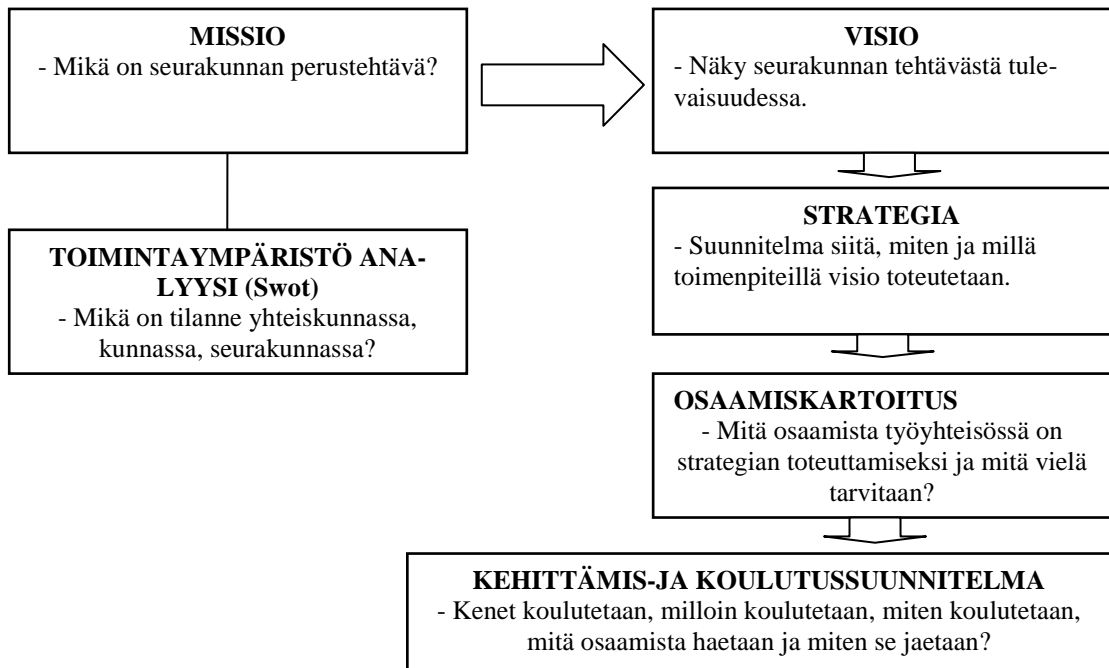 MISSIO
- Mikä on seurakunnan perustehtävä?
VISIO
- Näky seurakunnan tehtävästä tule-
vaisuudessa.
TOIMINTAYMPÄRISTÖ ANA-
LYYSI (Swot)
- Mikä on tilanne yhteiskunnassa,
kunnassa, seurakunnassa?
STRATEGIA
- Suunnitelma siitä, miten ja millä
toimenpiteillä visio toteutetaan.
OSAAMISKARTOITUS
- Mitä osaamista työyhteisössä on
strategian toteuttamiseksi ja mitä vielä
tarvitaan?
KEHITTÄMIS-JA KOULUTUSSUUNNITELMA
- Kenet koulutetaan, milloin koulutetaan, miten koulutetaan,
mitä osaamista haetaan ja miten se jaetaan?